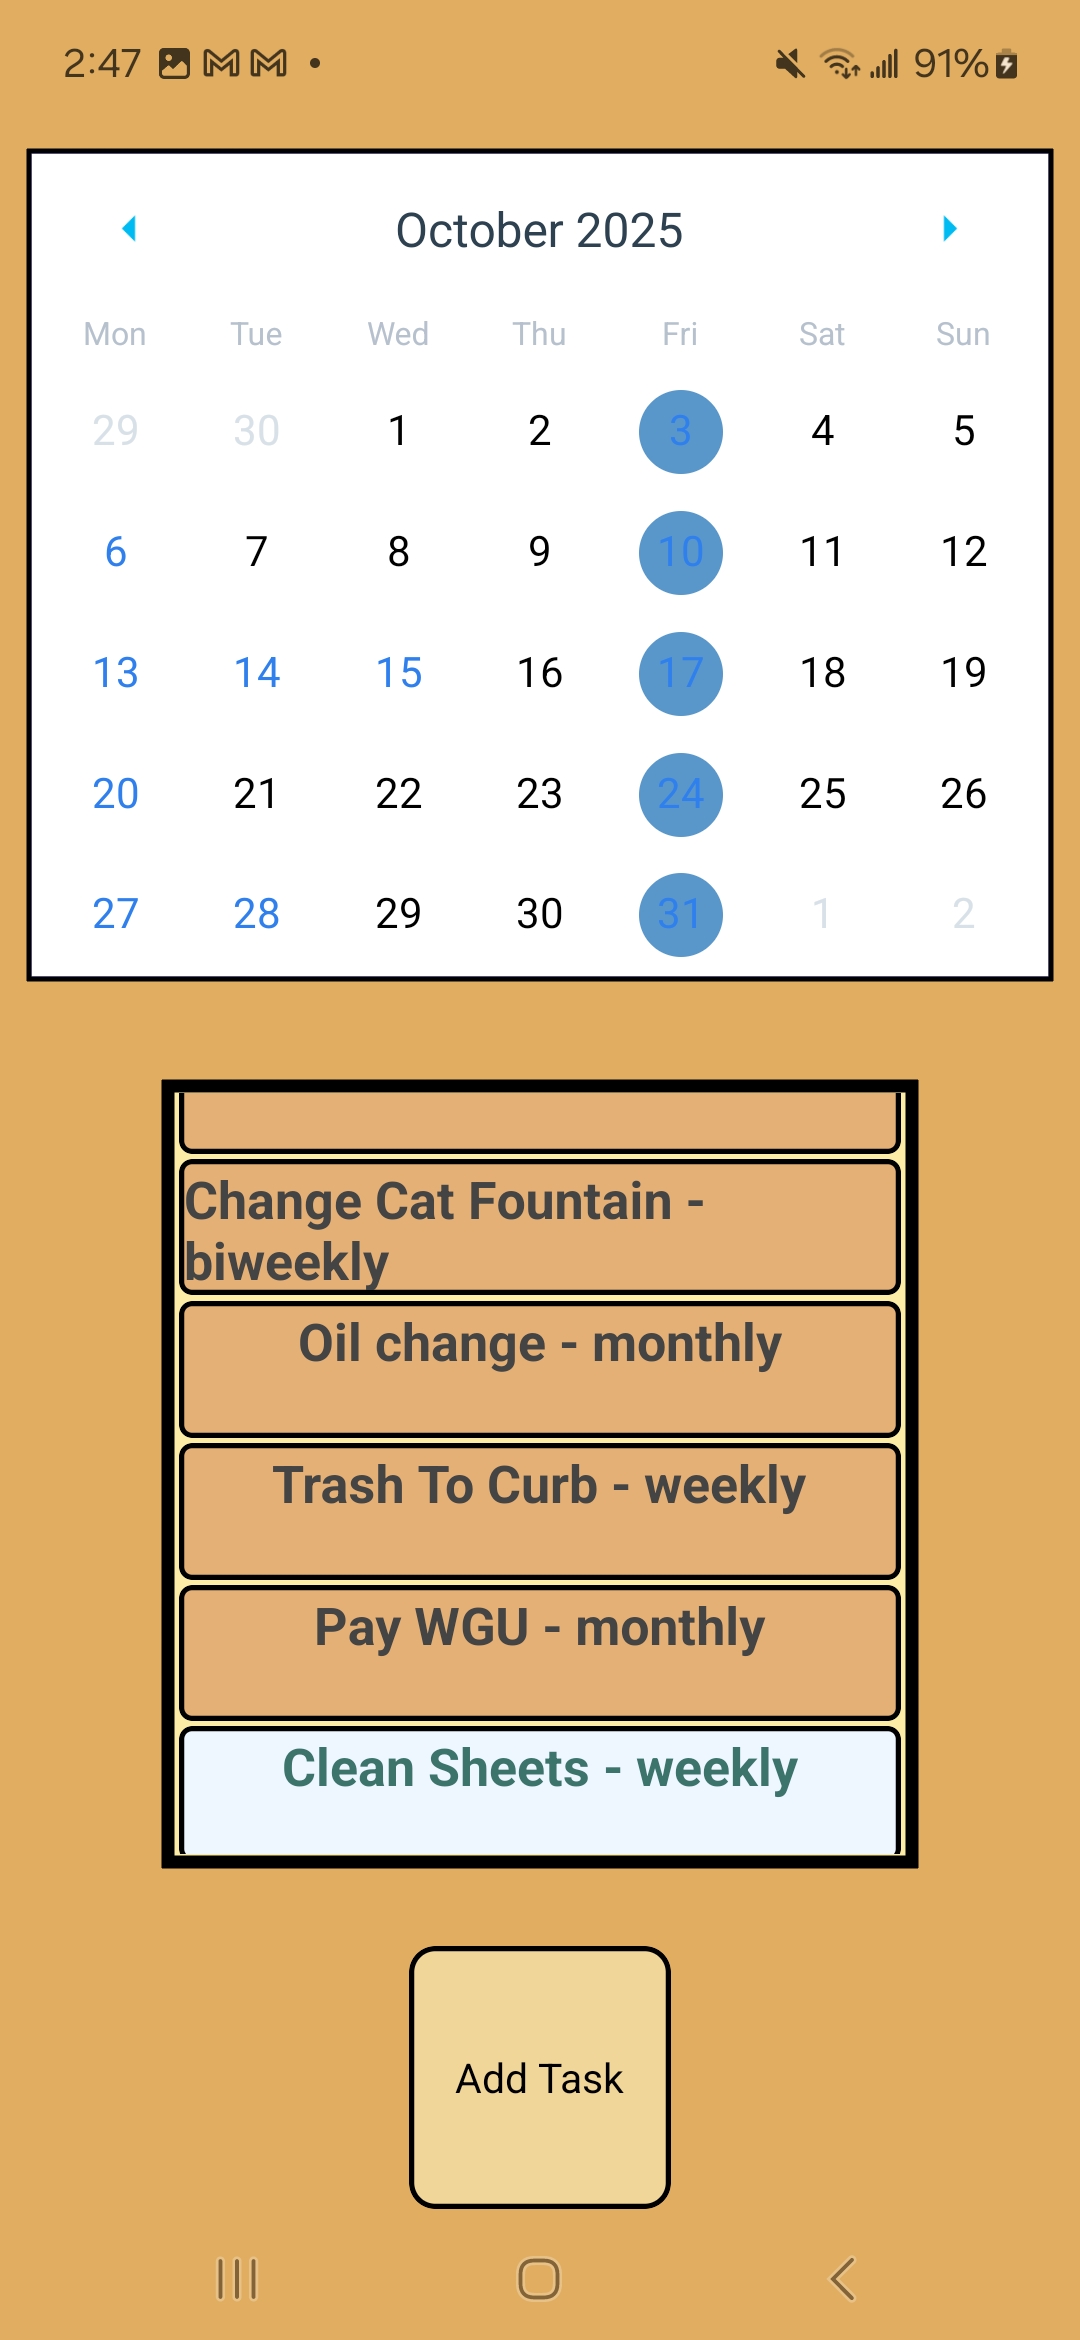 2:47 91%
October 2025
Mon Tue Wed Thu Fri Sat Sun
29 30 1 2 3 4 5
6 7 8 9 10 11 12
13 14 15 16 17 18 19
20 21 22 23 24 25 26
27 28 29 30 31 1 2
Change Cat Fountain -
biweekly
Oil change - monthly
Trash To Curb - weekly
Pay WGU - monthly
Clean Sheets - weekly
Add Task